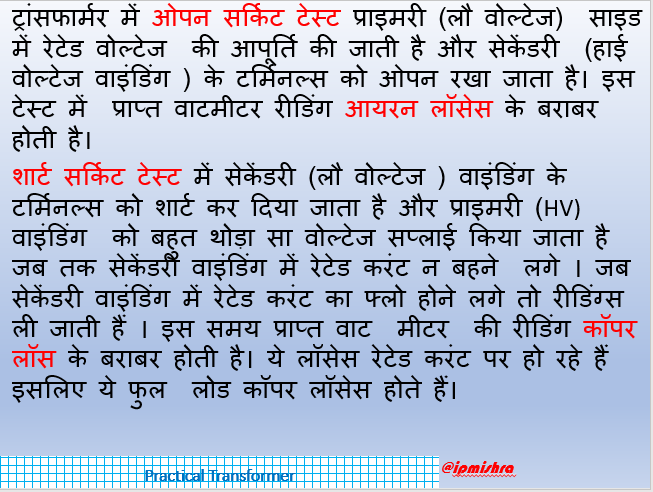 ट्रांसफार्मर में ओपन सर्किट टेस्ट प्राइमरी (लौ वोल्टेज) साइड
में रेटेड वोल्टेज की आपूर्ति की जाती है और सेकेंडरी (हाई
वोल्टेज वाइंडिंग ) के टर्मिनल्स को ओपन रखा जाता है। इस
टेस्ट में प्राप्त वाटमीटर रीडिंग आयरन लॉसेस के बराबर
होती है।
शार्ट सर्किट टेस्ट में सेकेंडरी (लौ वोल्टेज ) वाइंडिंग के
टर्मिनल्स को शार्ट कर दिया जाता है और प्राइमरी (HV)
वाइंडिंग को बहुत थोड़ा सा वोल्टेज सप्लाई किया जाता है
जब तक सेकेंडरी वाइंडिंग में रेटेड करंट न बहने लगे । जब
सेकेंडरी वाइंडिंग में रेटेड करंट का फ्लो होने लगे तो रीडिंग्स
ली जाती हैं । इस समय प्राप्त वाट मीटर की रीडिंग कॉपर
लॉस के बराबर होती है। ये लॉसेस रेटेड करंट पर हो रहे हैं
इसलिए ये फुल लोड कॉपर लॉसेस होते हैं।
Practical Transformer
@ipmishra